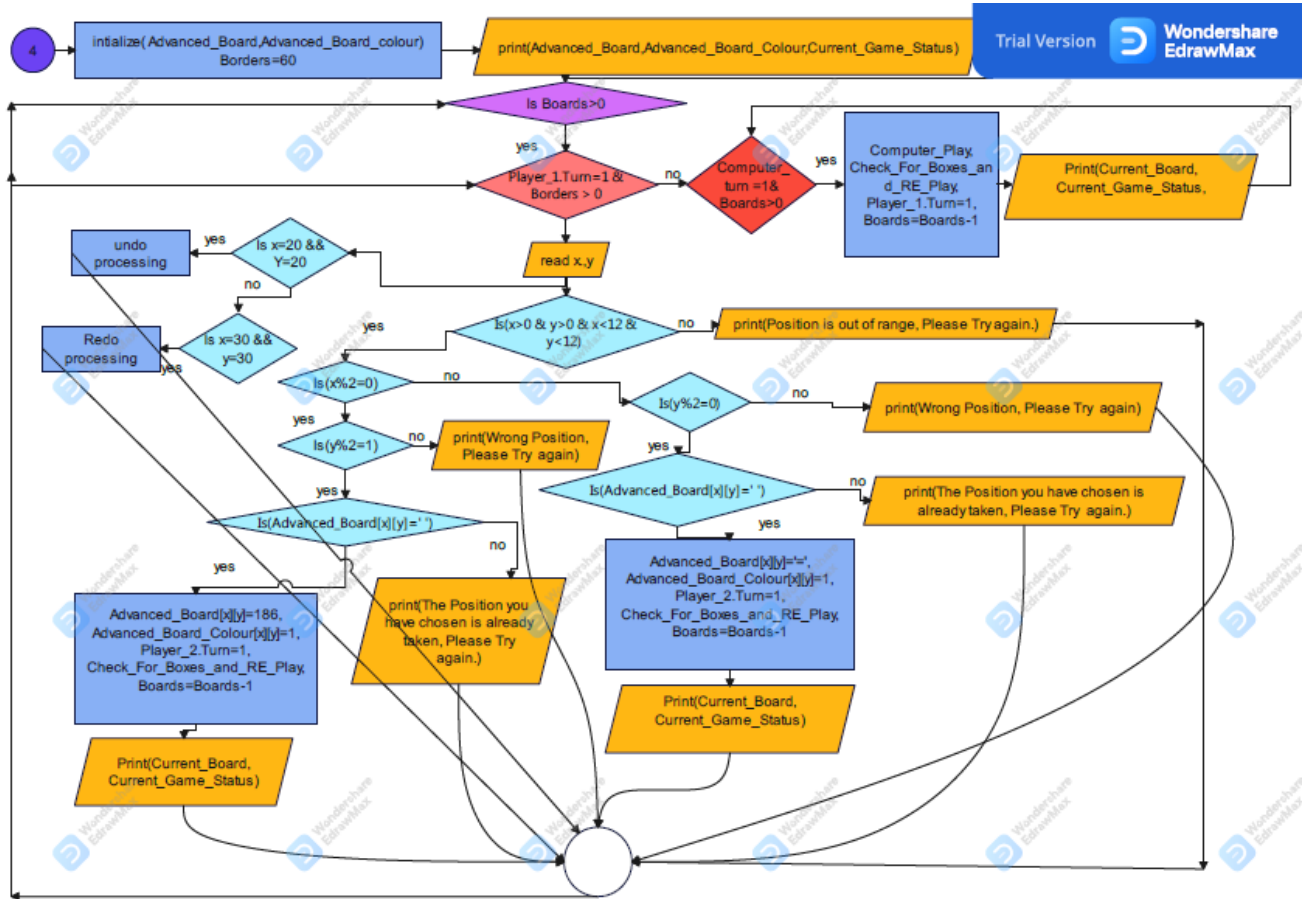 4
intialize( Advanced_Board,Advanced_Board_colour)
Borders=60
print(Advanced_Board,Advanced_Board_Colour,Current_Game_Status)
Trial Version
Wondershare
EdrawMax
Is Boards>0
yes
Player_1.Turn=1 &
Borders > 0
no
Computer_
turn =1&
Boards>0
yes
Computer_Play,
Check_For_Boxes_an
d_RE_Play,
Player_1.Turn=1,
Boards=Boards-1
Print(Current_Board,
Current_Game_Status,
undo
processing
yes
Is x=20 &&
Y=20
no
read x.,y
Redo
processing
yes
Is x=30 &&
y=30
yes
Is(x>0 & y>0 & x<12 &
y<12)
no
print(Position is out of range, Please Try again.)
Is(x%2=0)
no
Is(y%2=0)
no
print(Wrong Position, Please Try again)
yes
Is(y%2=1)
no
print(Wrong Position,
Please Try again)
yes
Is(Advanced_Board[x][y]=' ')
no
print(The Position you have chosen is
already taken, Please Try again.)
yes
Is(Advanced_Board[x][y]=' ')
no
yes
Advanced_Board[x][y]='=',
Advanced_Board_Colour[x][y]=1,
Player_2.Turn=1,
Check_For_Boxes_and_RE_Play,
Boards=Boards-1
yes
Advanced_Board[x][y]=186,
Advanced_Board_Colour[x][y]=1,
Player_2.Turn=1,
Check_For_Boxes_and_RE_Play,
Boards=Boards-1
print(The Position you
have chosen is already
taken, Please Try
again.)
Print(Current_Board,
Current_Game_Status)
Print(Current_Board,
Current_Game_Status)